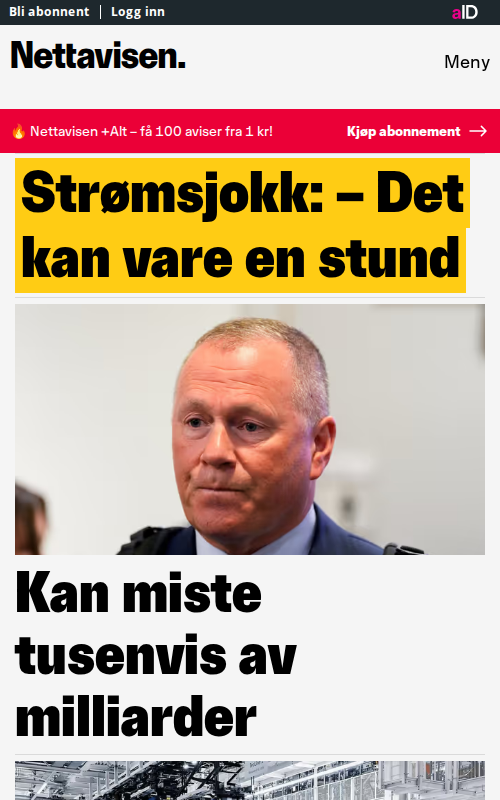 Bli abonnent | Logg inn
aID
Nettavisen.
Meny
🔥 Nettavisen +Alt – få 100 aviser fra 1 kr!
Kjøp abonnement →
Strømsjokk: – Det
kan vare en stund
Kan miste
tusenvis av
milliarder